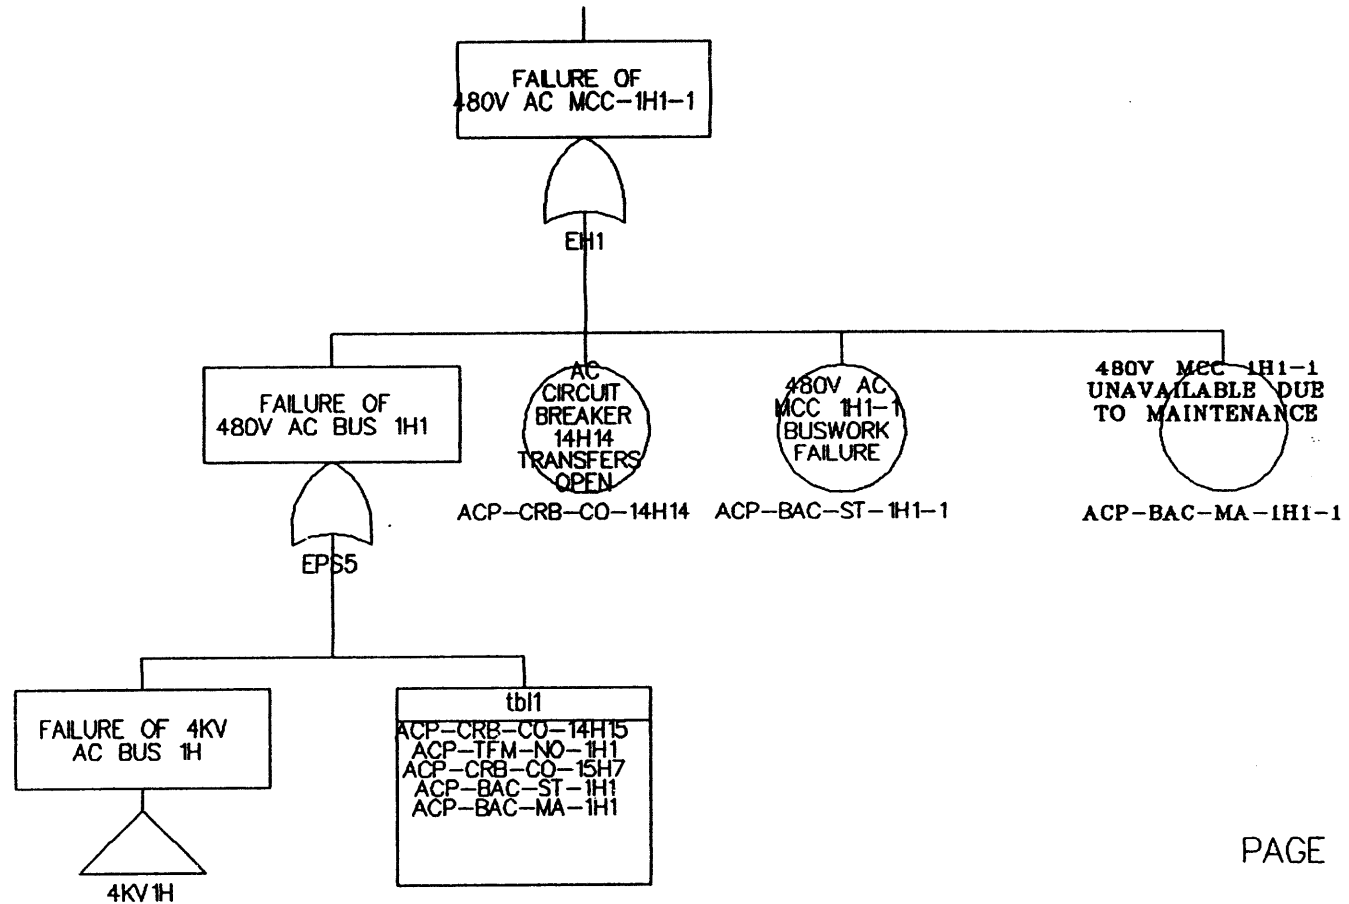 FAILURE OF
480V AC MCC-1H1-1
EH1
FAILURE OF
480V AC BUS 1H1
EPS5
AC
CIRCUIT
BREAKER
14H14
TRANSFERS
OPEN
ACP-CRB-CO-14H14
480V AC
MCC 1H1-1
BUSWORK
FAILURE
ACP-BAC-ST-1H1-1
480V MCC 1H1-1
UNAVAILABLE DUE
TO MAINTENANCE
ACP-BAC-MA-1H1-1
FAILURE OF 4KV
AC BUS 1H
4KV1H
tbl1
ACP-CRB-CO-14H15
ACP-TFM-NO-1H1
ACP-CRB-CO-15H7
ACP-BAC-ST-1H1
ACP-BAC-MA-1H1
PAGE